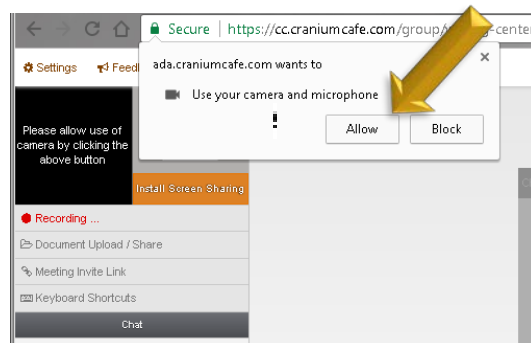 Secure https://cc.craniumcafe.com/group/
-center
Settings
ada.craniumcafe.com wants to
Use your camera and microphone
!
Allow
Block
Please allow use of
camera by clicking the
above button
Install Screen Sharing
Recording ...
Document Upload / Share
Meeting Invite Link
Keyboard Shortcuts
Chat